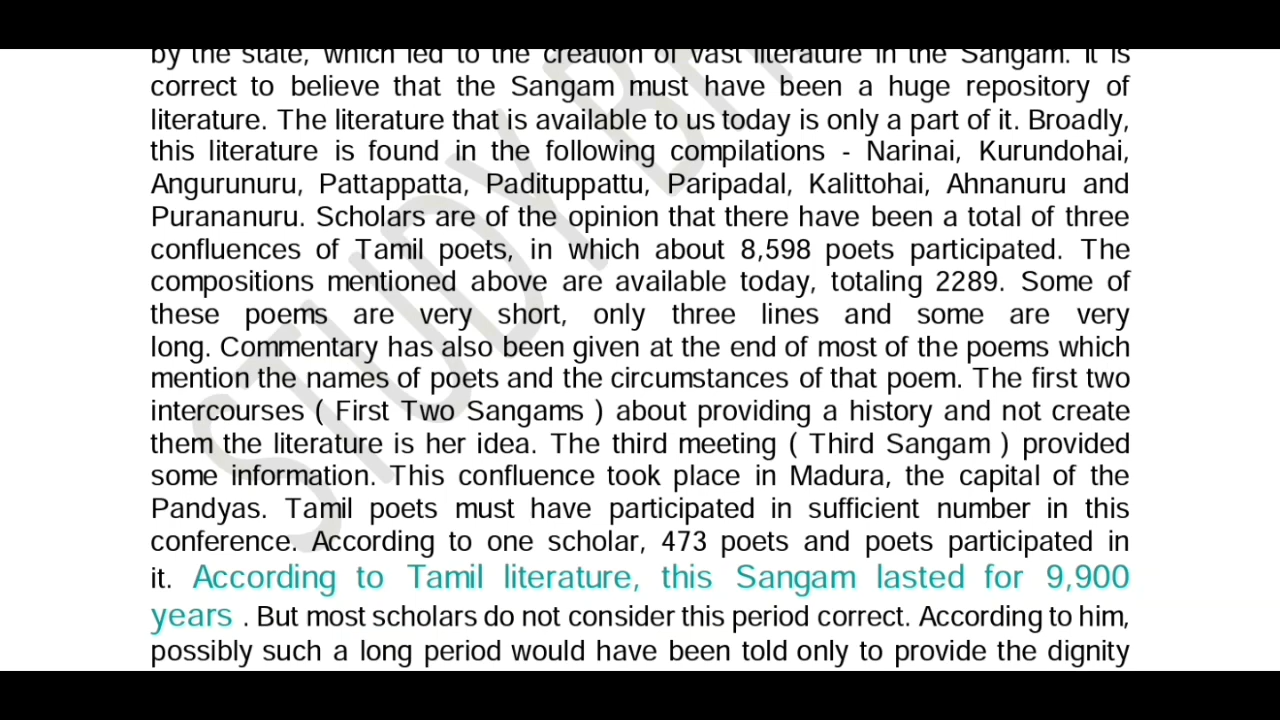 by the state, which led to the creation of vast literature in the Sangam. It is
correct to believe that the Sangam must have been a huge repository of
literature. The literature that is available to us today is only a part of it. Broadly,
this literature is found in the following compilations - Narinai, Kurundohai,
Angurunuru, Pattappatta, Padituppattu, Paripadal, Kalittohai, Ahnanuru and
Purananuru. Scholars are of the opinion that there have been a total of three
confluences of Tamil poets, in which about 8,598 poets participated. The
compositions mentioned above are available today, totaling 2289. Some of
these poems are very short, only three lines and some are very
long. Commentary has also been given at the end of most of the poems which
mention the names of poets and the circumstances of that poem. The first two
intercourses ( First Two Sangams ) about providing a history and not create
them the literature is her idea. The third meeting ( Third Sangam ) provided
some information. This confluence took place in Madura, the capital of the
Pandyas. Tamil poets must have participated in sufficient number in this
conference. According to one scholar, 473 poets and poets participated in
it. According to Tamil literature, this Sangam lasted for 9,900
years . But most scholars do not consider this period correct. According to him,
possibly such a long period would have been told only to provide the dignity
STUDY